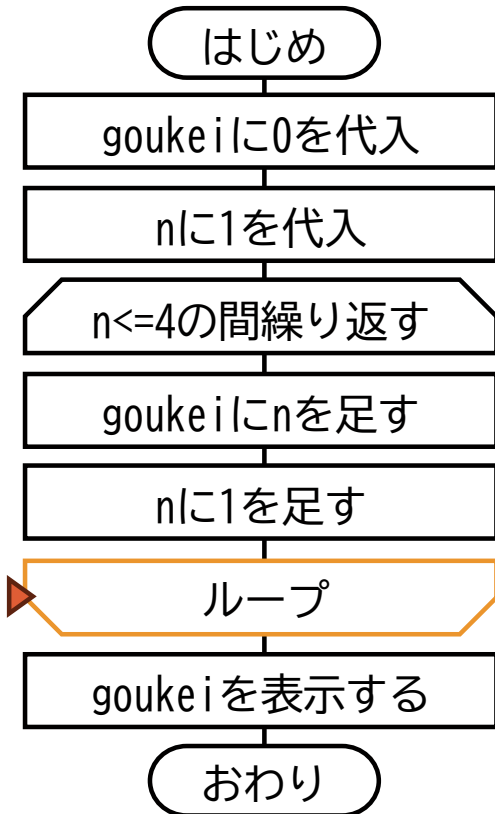 はじめ
goukeiに0を代入
nに1を代入
n<=4の間繰り返す
goukeiにnを足す
nに1を足す
ループ
goukeiを表示する
おわり